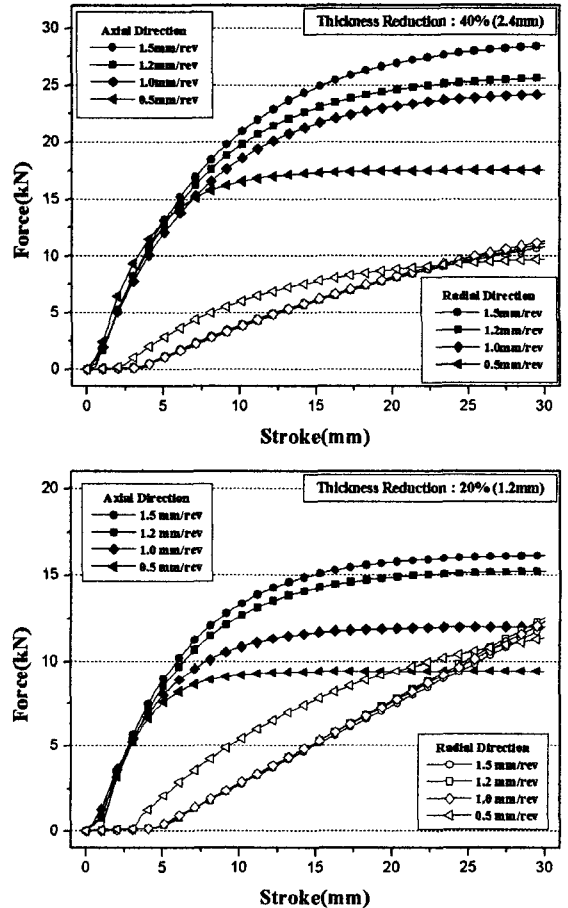 Thickness Reduction : 40% (2.4mm)
Axial Direction
1.5mm/rev
1.2mm/rev
1.0mm/rev
0.5mm/rev
30
25
20
15
10
5
0
Force(kN)
Radial Direction
1.5mm/rev
1.2mm/rev
1.0mm/rev
0.5mm/rev
0 5 10 15 20 25 30
Stroke(mm)
Thickness Reduction : 20% (1.2mm)
Axial Direction
1.5 mm/rev
1.2 mm/rev
1.0 mm/rev
0.5 mm/rev
20
15
10
5
0
Force(kN)
Radial Direction
1.5 mm/rev
1.2 mm/rev
1.0 mm/rev
0.5 mm/rev
0 5 10 15 20 25 30
Stroke(mm)